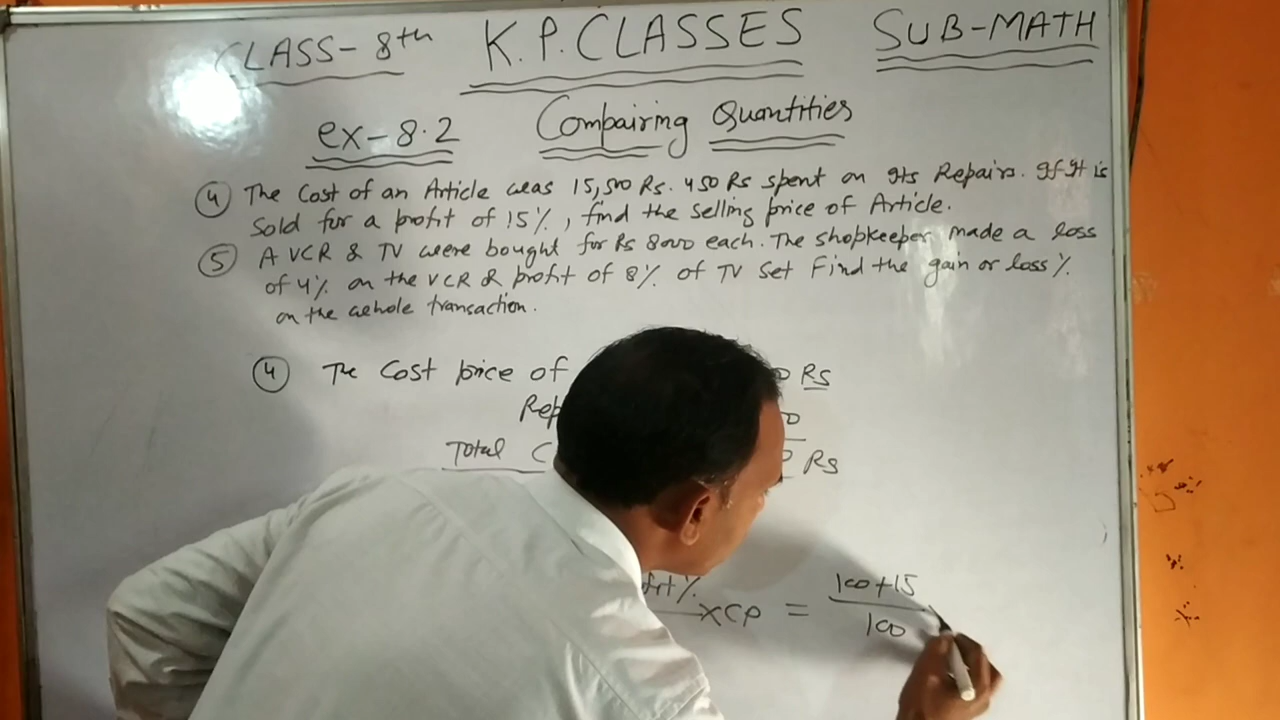 CLASS-8th K.P.CLASSES SUB-MATH
ex-8.2 Compairing Quantities
④ The Cost of an Article was 15,500 Rs. 450 Rs spent on Its Repairs. If It is
Sold for a profit of 15%, find the selling price of Article.
⑤ A VCR & TV were bought for Rs 8000 each. The shopkeeper made a loss
of 4% on the VCR & profit of 8% of TV Set Find the gain or loss %.
on the whole transaction.
④ The Cost price of Rs
Rep
Total C Rs
% ×CP = 100+15
100